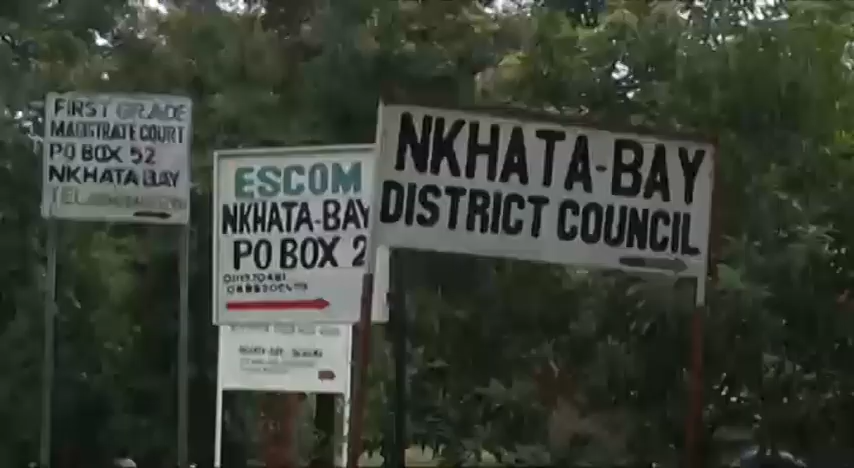 FIRST GRADE
MAGISTRATE COURT
PO BOX 52
NKHATA BAY
TEL
ESCOM
NKHATA-BAY
PO BOX 2
NKHATA-BAY
DISTRICT COUNCIL